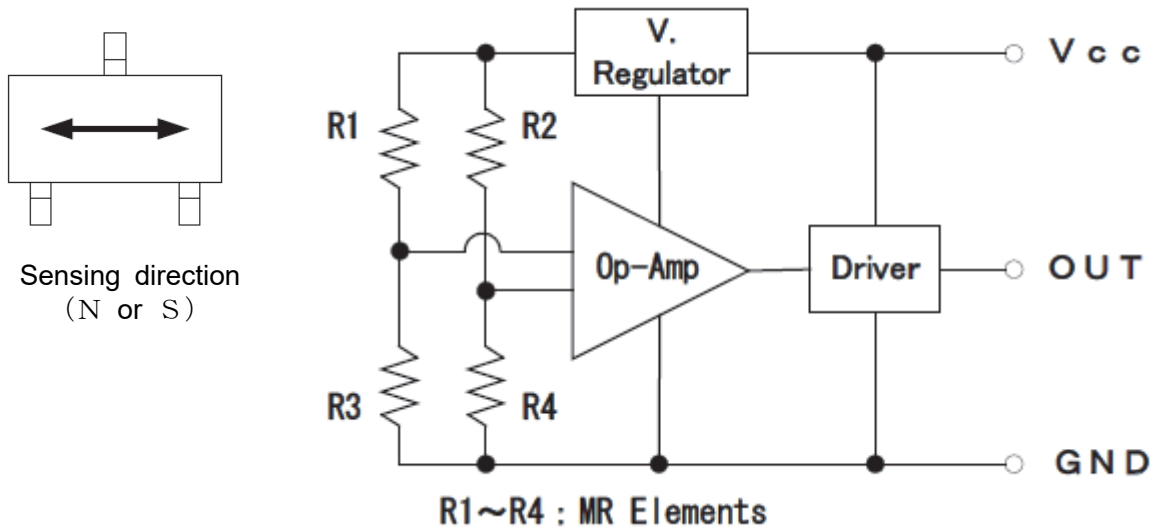 Sensing direction
（N or S）
V.
Regulator
Ｖｃｃ
R1
R2
Op-Amp
Driver
ＯＵＴ
R3
R4
ＧＮＤ
R1～R4 : MR Elements